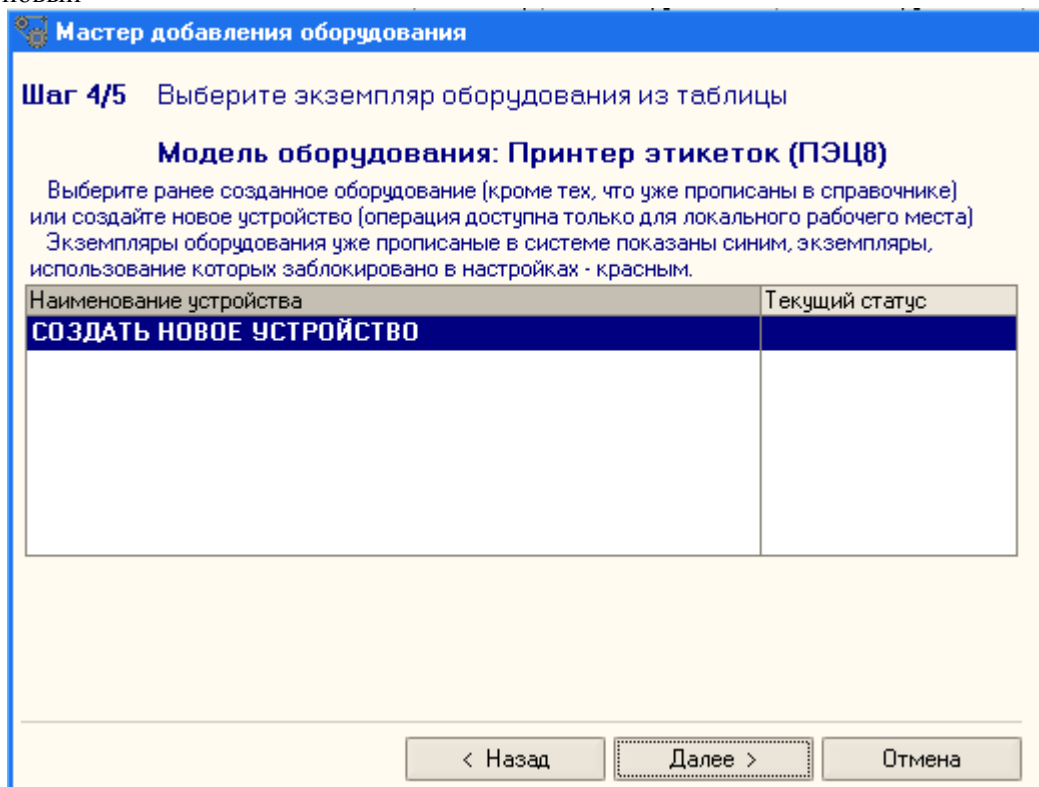 Мастер добавления оборудования
Шаг 4/5 Выберите экземпляр оборудования из таблицы
Модель оборудования: Принтер этикеток (ПЭЦ8)
Выберите ранее созданное оборудование (кроме тех, что уже прописаны в справочнике)
или создайте новое устройство (операция доступна только для локального рабочего места)
Экземпляры оборудования уже прописаные в системе показаны синим, экземпляры,
использование которых заблокировано в настройках - красным.
Наименование устройства Текущий статус
СОЗДАТЬ НОВОЕ УСТРОЙСТВО
< Назад Далее > Отмена